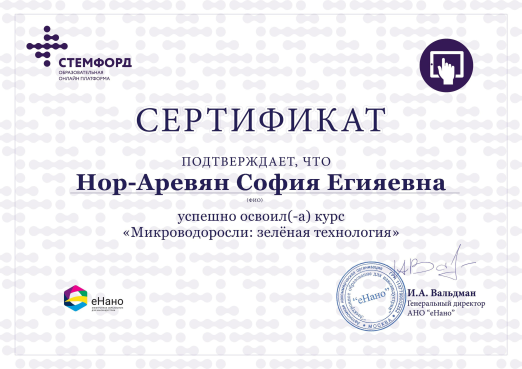 СТЕМФОРД
ОБРАЗОВАТЕЛЬНАЯ
ОНЛАЙН ПЛАТФОРМА
СЕРТИФИКАТ
ПОДТВЕРЖДАЕТ, ЧТО
Нор-Аревян София Егияевна
(ФИО)
успешно освоил(-а) курс
«Микроводоросли: зелёная технология»
еНано
"еНано"
МОСКВА
И.А. Вальдман
Генеральный директор
АНО "еНано"